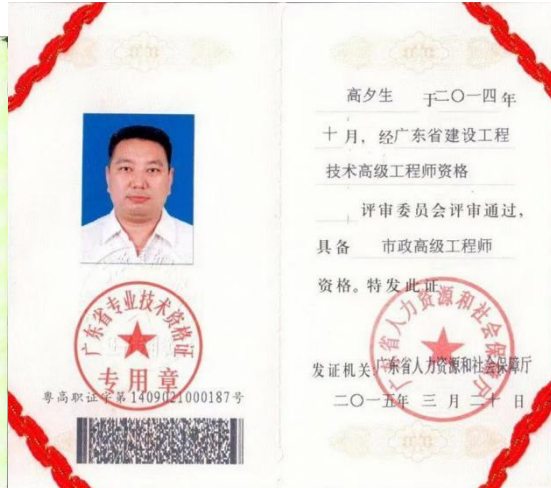 广东省专业技术资格证
专用章
粤高职证字第1409021000187号
高夕生 于二〇一四年
十月，经广东省建设工程
技术高级工程师资格
评审委员会评审通过，
具备 市政高级工程师
资格。特发此证
广东省人力资源和社会保障厅
发证机关:广东省人力资源和社会保障厅
二〇一五年 三月 二十 日